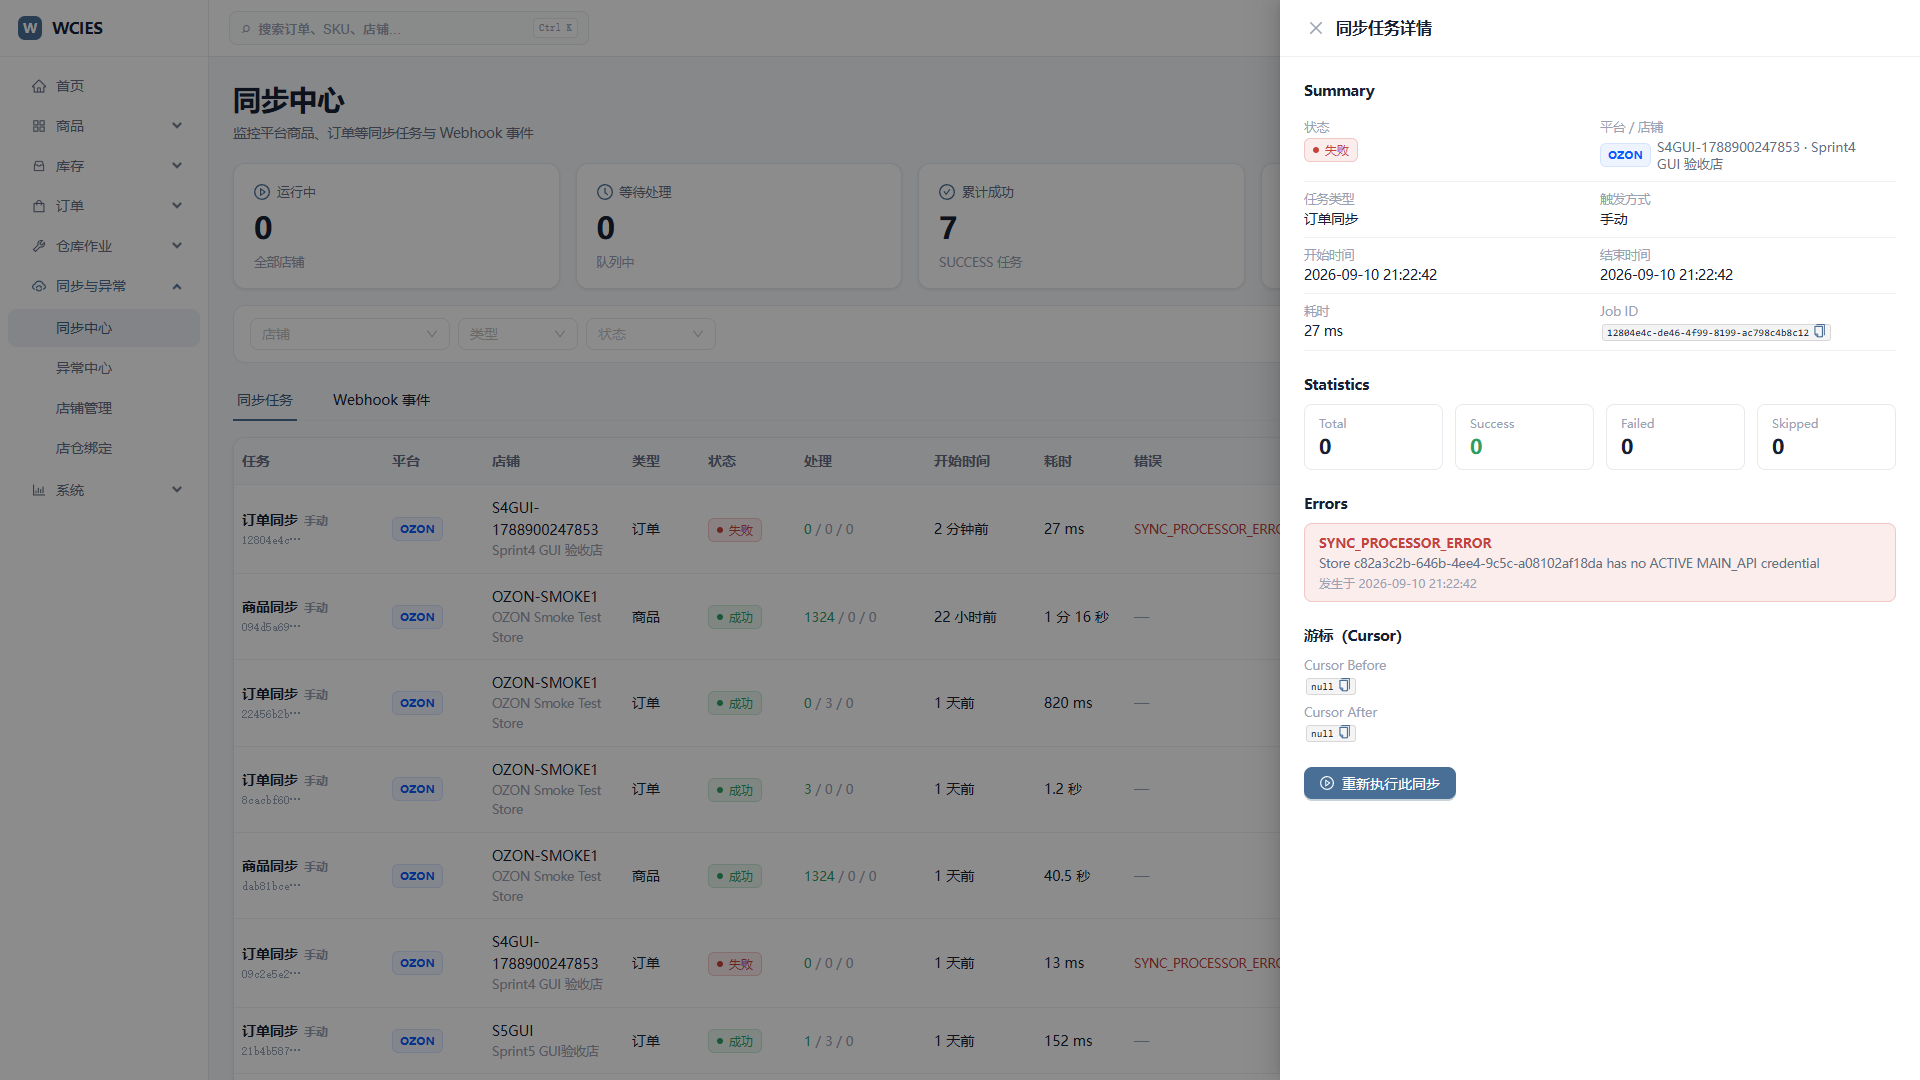 W WCIES
搜索订单、SKU、店铺... Ctrl K
首页
商品
库存
订单
仓库作业
同步与异常
同步中心
异常中心
店铺管理
店仓绑定
系统
同步中心
监控平台商品、订单等同步任务与 Webhook 事件
运行中
0
全部店铺
等待处理
0
队列中
累计成功
7
SUCCESS 任务
店铺 类型 状态
同步任务 Webhook 事件
任务 平台 店铺 类型 状态 处理 开始时间 耗时 错误
订单同步 手动
12804e4c···
OZON
S4GUI-
1788900247853
Sprint4 GUI 验收店
订单 失败 0 / 0 / 0 2 分钟前 27 ms SYNC_PROCESSOR_ERRO
商品同步 手动
094d5a69···
OZON
OZON-SMOKE1
OZON Smoke Test
Store
商品 成功 1324 / 0 / 0 22 小时前 1 分 16 秒 —
订单同步 手动
22456b2b···
OZON
OZON-SMOKE1
OZON Smoke Test
Store
订单 成功 0 / 3 / 0 1 天前 820 ms —
订单同步 手动
8cacbf60···
OZON
OZON-SMOKE1
OZON Smoke Test
Store
订单 成功 3 / 0 / 0 1 天前 1.2 秒 —
商品同步 手动
dab81bce···
OZON
OZON-SMOKE1
OZON Smoke Test
Store
商品 成功 1324 / 0 / 0 1 天前 40.5 秒 —
订单同步 手动
09c2e5e2···
OZON
S4GUI-
1788900247853
Sprint4 GUI 验收店
订单 失败 0 / 0 / 0 1 天前 13 ms SYNC_PROCESSOR_ERRO
订单同步 手动
21b4b587···
OZON
S5GUI
Sprint5 GUI验收店
订单 成功 1 / 3 / 0 1 天前 152 ms —
同步任务详情
Summary
状态
失败
平台 / 店铺
OZON S4GUI-1788900247853 · Sprint4
GUI 验收店
任务类型
订单同步
触发方式
手动
开始时间
2026-09-10 21:22:42
结束时间
2026-09-10 21:22:42
耗时
27 ms
Job ID
12804e4c-de46-4f99-8199-ac798c4b8c12
Statistics
Total
0
Success
0
Failed
0
Skipped
0
Errors
SYNC_PROCESSOR_ERROR
Store c82a3c2b-646b-4ee4-9c5c-a08102af18da has no ACTIVE MAIN_API credential
发生于 2026-09-10 21:22:42
游标（Cursor）
Cursor Before
null
Cursor After
null
重新执行此同步